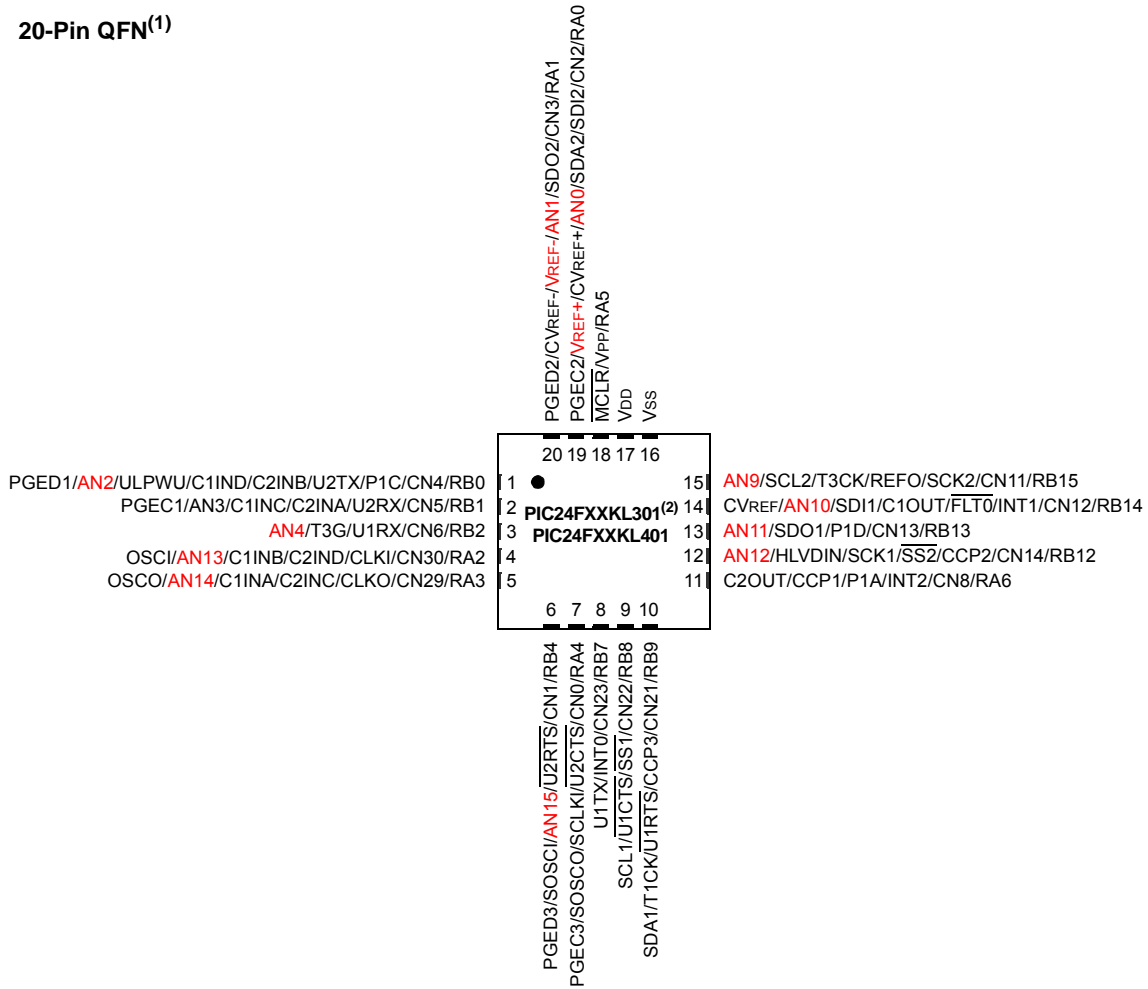 20-Pin QFN(1)
PGED2/CVREF-/VREF-/AN1/SDO2/CN3/RA1
PGEC2/VREF+/CVREF+/AN0/SDA2/SDI2/CN2/RA0
MCLR/VPP/RA5
VDD
VSS
20 19 18 17 16
PGED1/AN2/ULPWU/C1IND/C2INB/U2TX/P1C/CN4/RB0 1
PGEC1/AN3/C1INC/C2INA/U2RX/CN5/RB1 2
AN4/T3G/U1RX/CN6/RB2 3
OSCI/AN13/C1INB/C2IND/CLKI/CN30/RA2 4
OSCO/AN14/C1INA/C2INC/CLKO/CN29/RA3 5
PIC24FXXKL301(2)
PIC24FXXKL401
15 AN9/SCL2/T3CK/REFO/SCK2/CN11/RB15
14 CVREF/AN10/SDI1/C1OUT/FLT0/INT1/CN12/RB14
13 AN11/SDO1/P1D/CN13/RB13
12 AN12/HLVDIN/SCK1/SS2/CCP2/CN14/RB12
11 C2OUT/CCP1/P1A/INT2/CN8/RA6
6 7 8 9 10
PGED3/SOSCI/AN15/U2RTS/CN1/RB4
PGEC3/SOSCO/SCLKI/U2CTS/CN0/RA4
U1TX/INT0/CN23/RB7
SCL1/U1CTS/SS1/CN22/RB8
SDA1/T1CK/U1RTS/CCP3/CN21/RB9